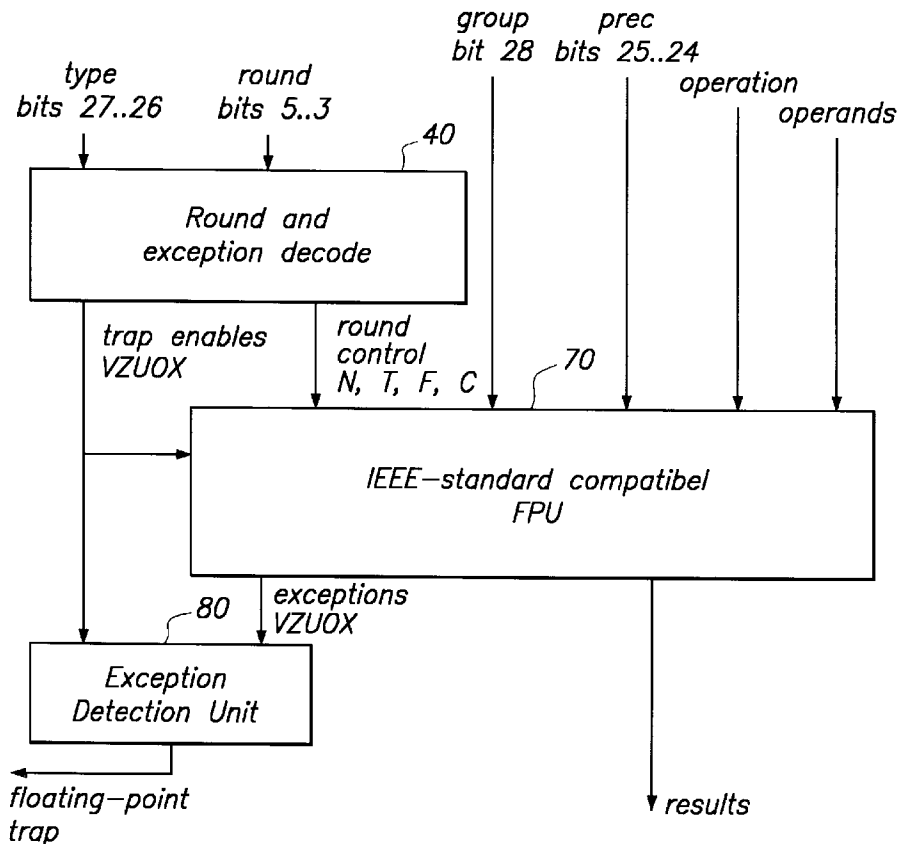 group
bit 28
prec
bits 25..24
type
bits 27..26
round
bits 5..3
operation
operands
40
Round and
exception decode
trap enables
VZUOX
round
control
N, T, F, C
70
IEEE-standard compatibel
FPU
exceptions
VZUOX
80
Exception
Detection Unit
floating-point
trap
results